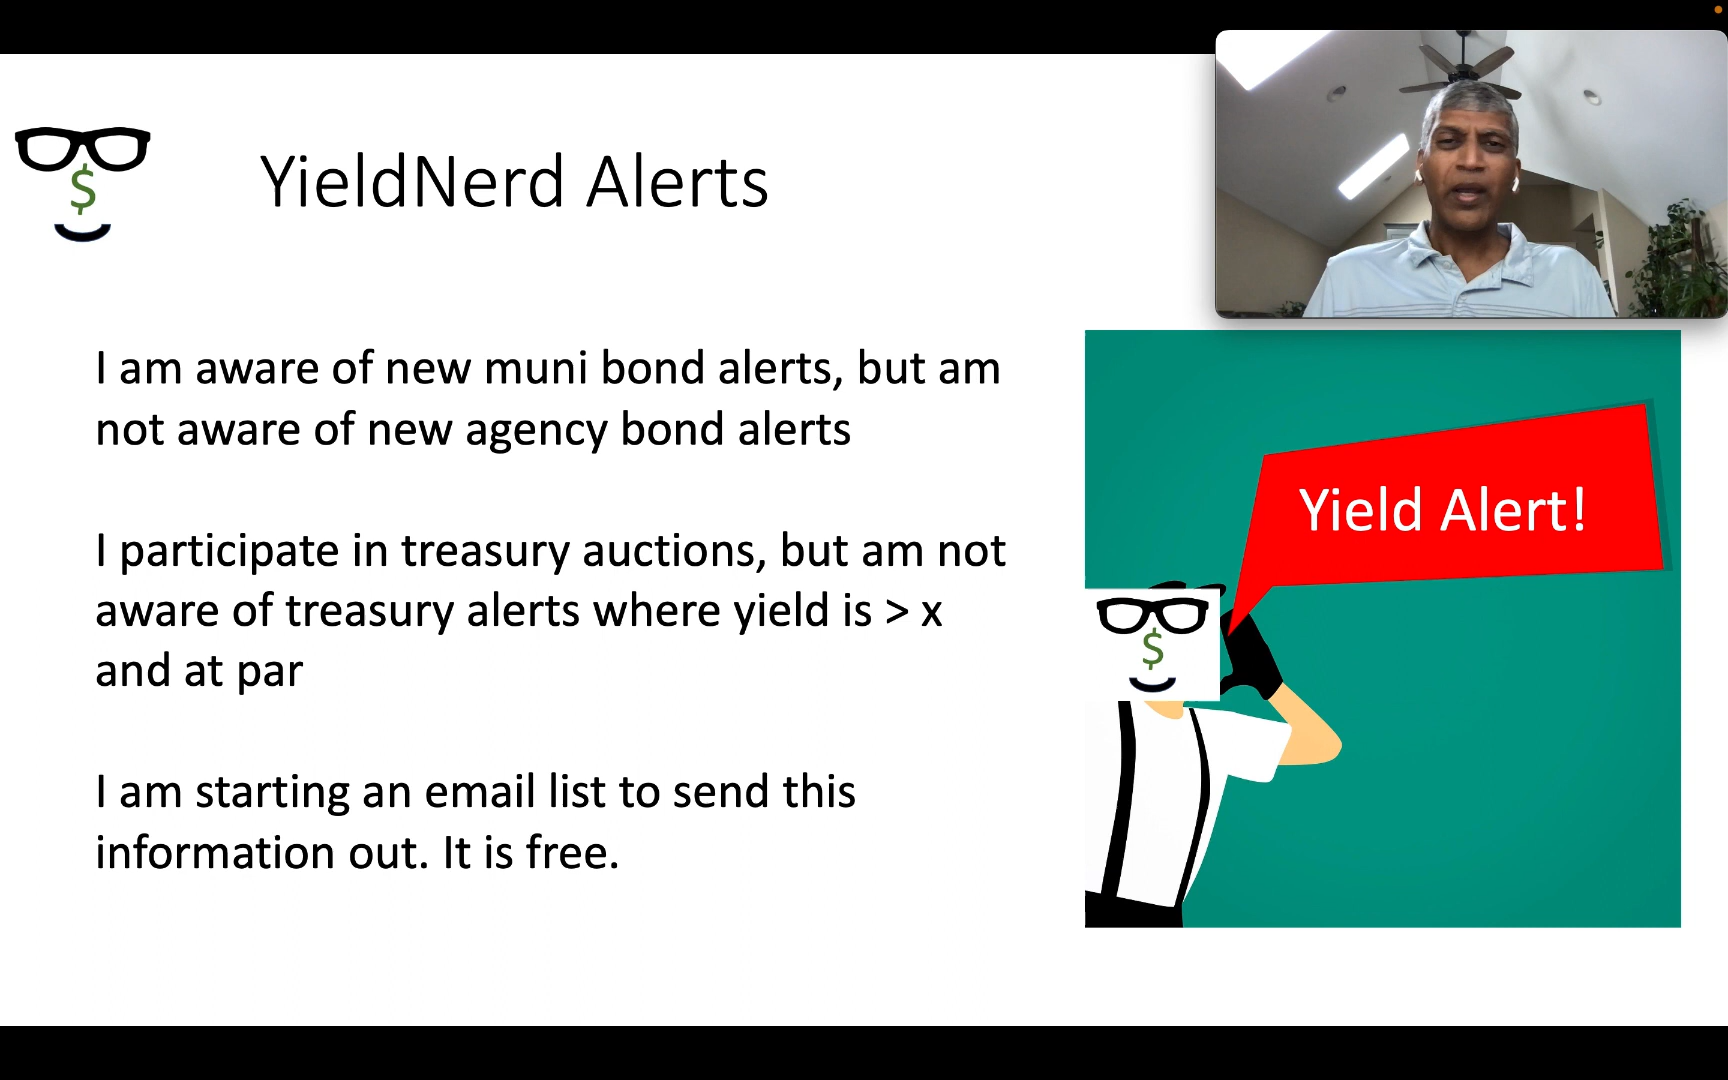 $
YieldNerd Alerts
I am aware of new muni bond alerts, but am
not aware of new agency bond alerts
I participate in treasury auctions, but am not
aware of treasury alerts where yield is > x
and at par
I am starting an email list to send this
information out. It is free.
Yield Alert!
$